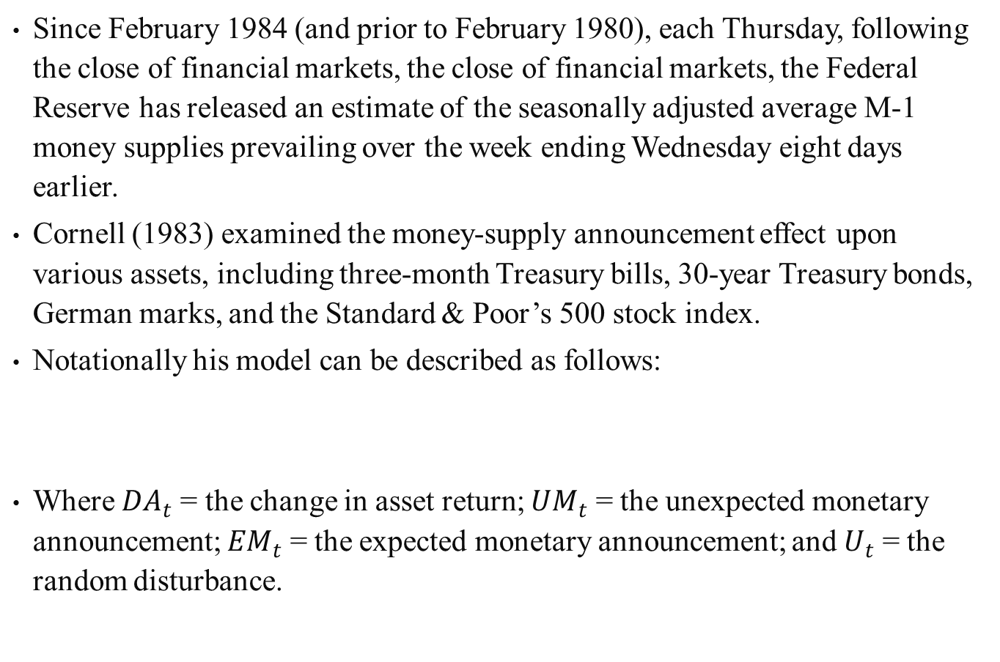 • Since February 1984 (and prior to February 1980), each Thursday, following
the close of financial markets, the close of financial markets, the Federal
Reserve has released an estimate of the seasonally adjusted average M-1
money supplies prevailing over the week ending Wednesday eight days
earlier.
• Cornell (1983) examined the money-supply announcement effect upon
various assets, including three-month Treasury bills, 30-year Treasury bonds,
German marks, and the Standard & Poor’s 500 stock index.
• Notationally his model can be described as follows:
• Where 𝐷𝐴ₜ = the change in asset return; 𝑈𝑀ₜ = the unexpected monetary
announcement; 𝐸𝑀ₜ = the expected monetary announcement; and 𝑈ₜ = the
random disturbance.